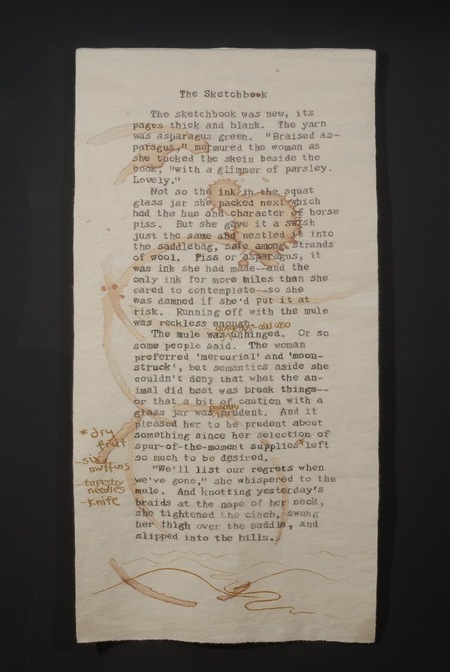 The Sketchbook
The sketchbook was new, its
pages thick and blank. The yarn
was asparagus green. "Braised as-
paragus," murmured the woman as
she tucked the skein beside the
book, "with a glimmer of parsley.
Lovely."
Not so the ink in the squat
glass jar she packed next which
had the hue and character of horse
piss. But she gave it a swish
just the same and nestled it into
the saddlebag, safe among strands
of wool. Piss or asparagus, it
was ink she had made--and the
only ink for more miles than she
cared to contemplate--so she
was damned if she'd put it at
risk. Running off with the mule
was reckless enough.
and also
The mule was unhinged. Or so
some people said. The woman
preferred 'mercurial' and 'moon-
struck', but semantics aside she
couldn't deny that what the an-
imal did best was break things--
or that a bit of caution with a
glass jar was prudent. And it
pleased her to be prudent about
something since her selection of
spur-of-the-moment supplies left
so much to be desired.
* dry
fruit
- six
muffins
- tapestry
needles
- knife
"We'll list our regrets when
we've gone," she whispered to the
mule. And knotting yesterday's
braids at the nape of her neck,
she tightened the cinch, swung
her thigh over the saddle, and
slipped into the hills.